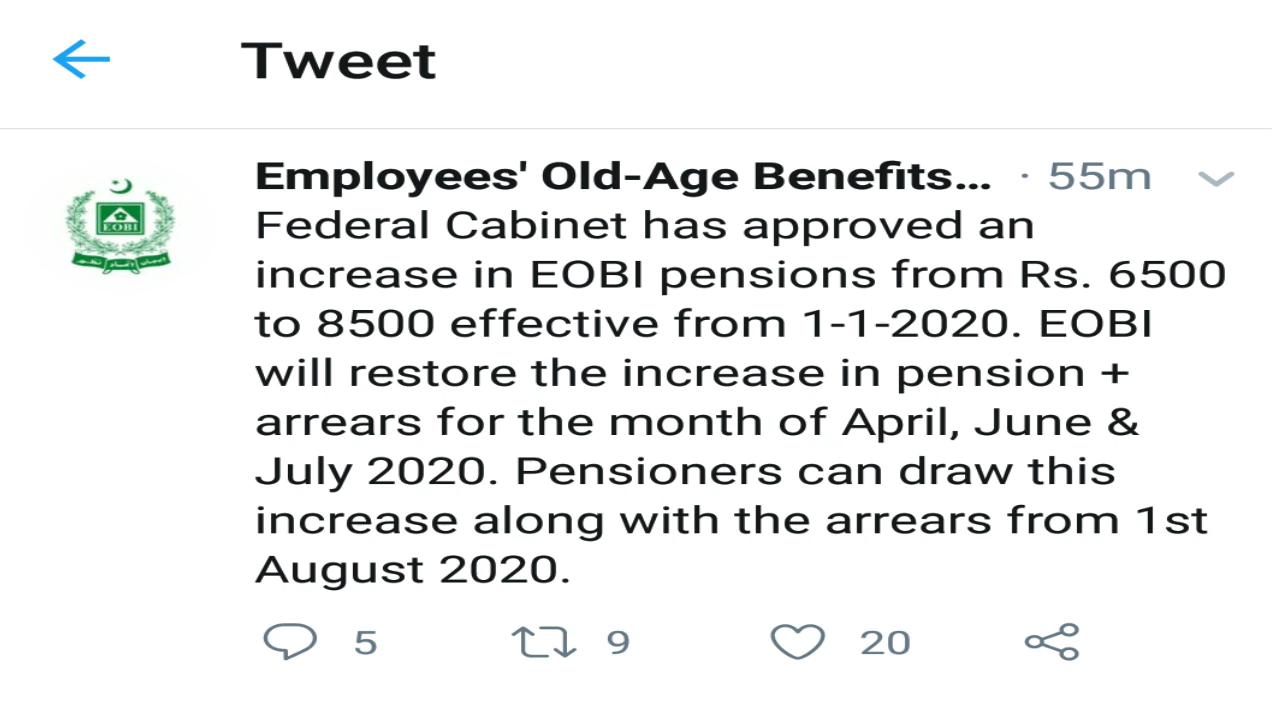 Tweet
Employees' Old-Age Benefits... · 55m
EOBI
Federal Cabinet has approved an
increase in EOBI pensions from Rs. 6500
to 8500 effective from 1-1-2020. EOBI
will restore the increase in pension +
arrears for the month of April, June &
July 2020. Pensioners can draw this
increase along with the arrears from 1st
August 2020.
5 9 20